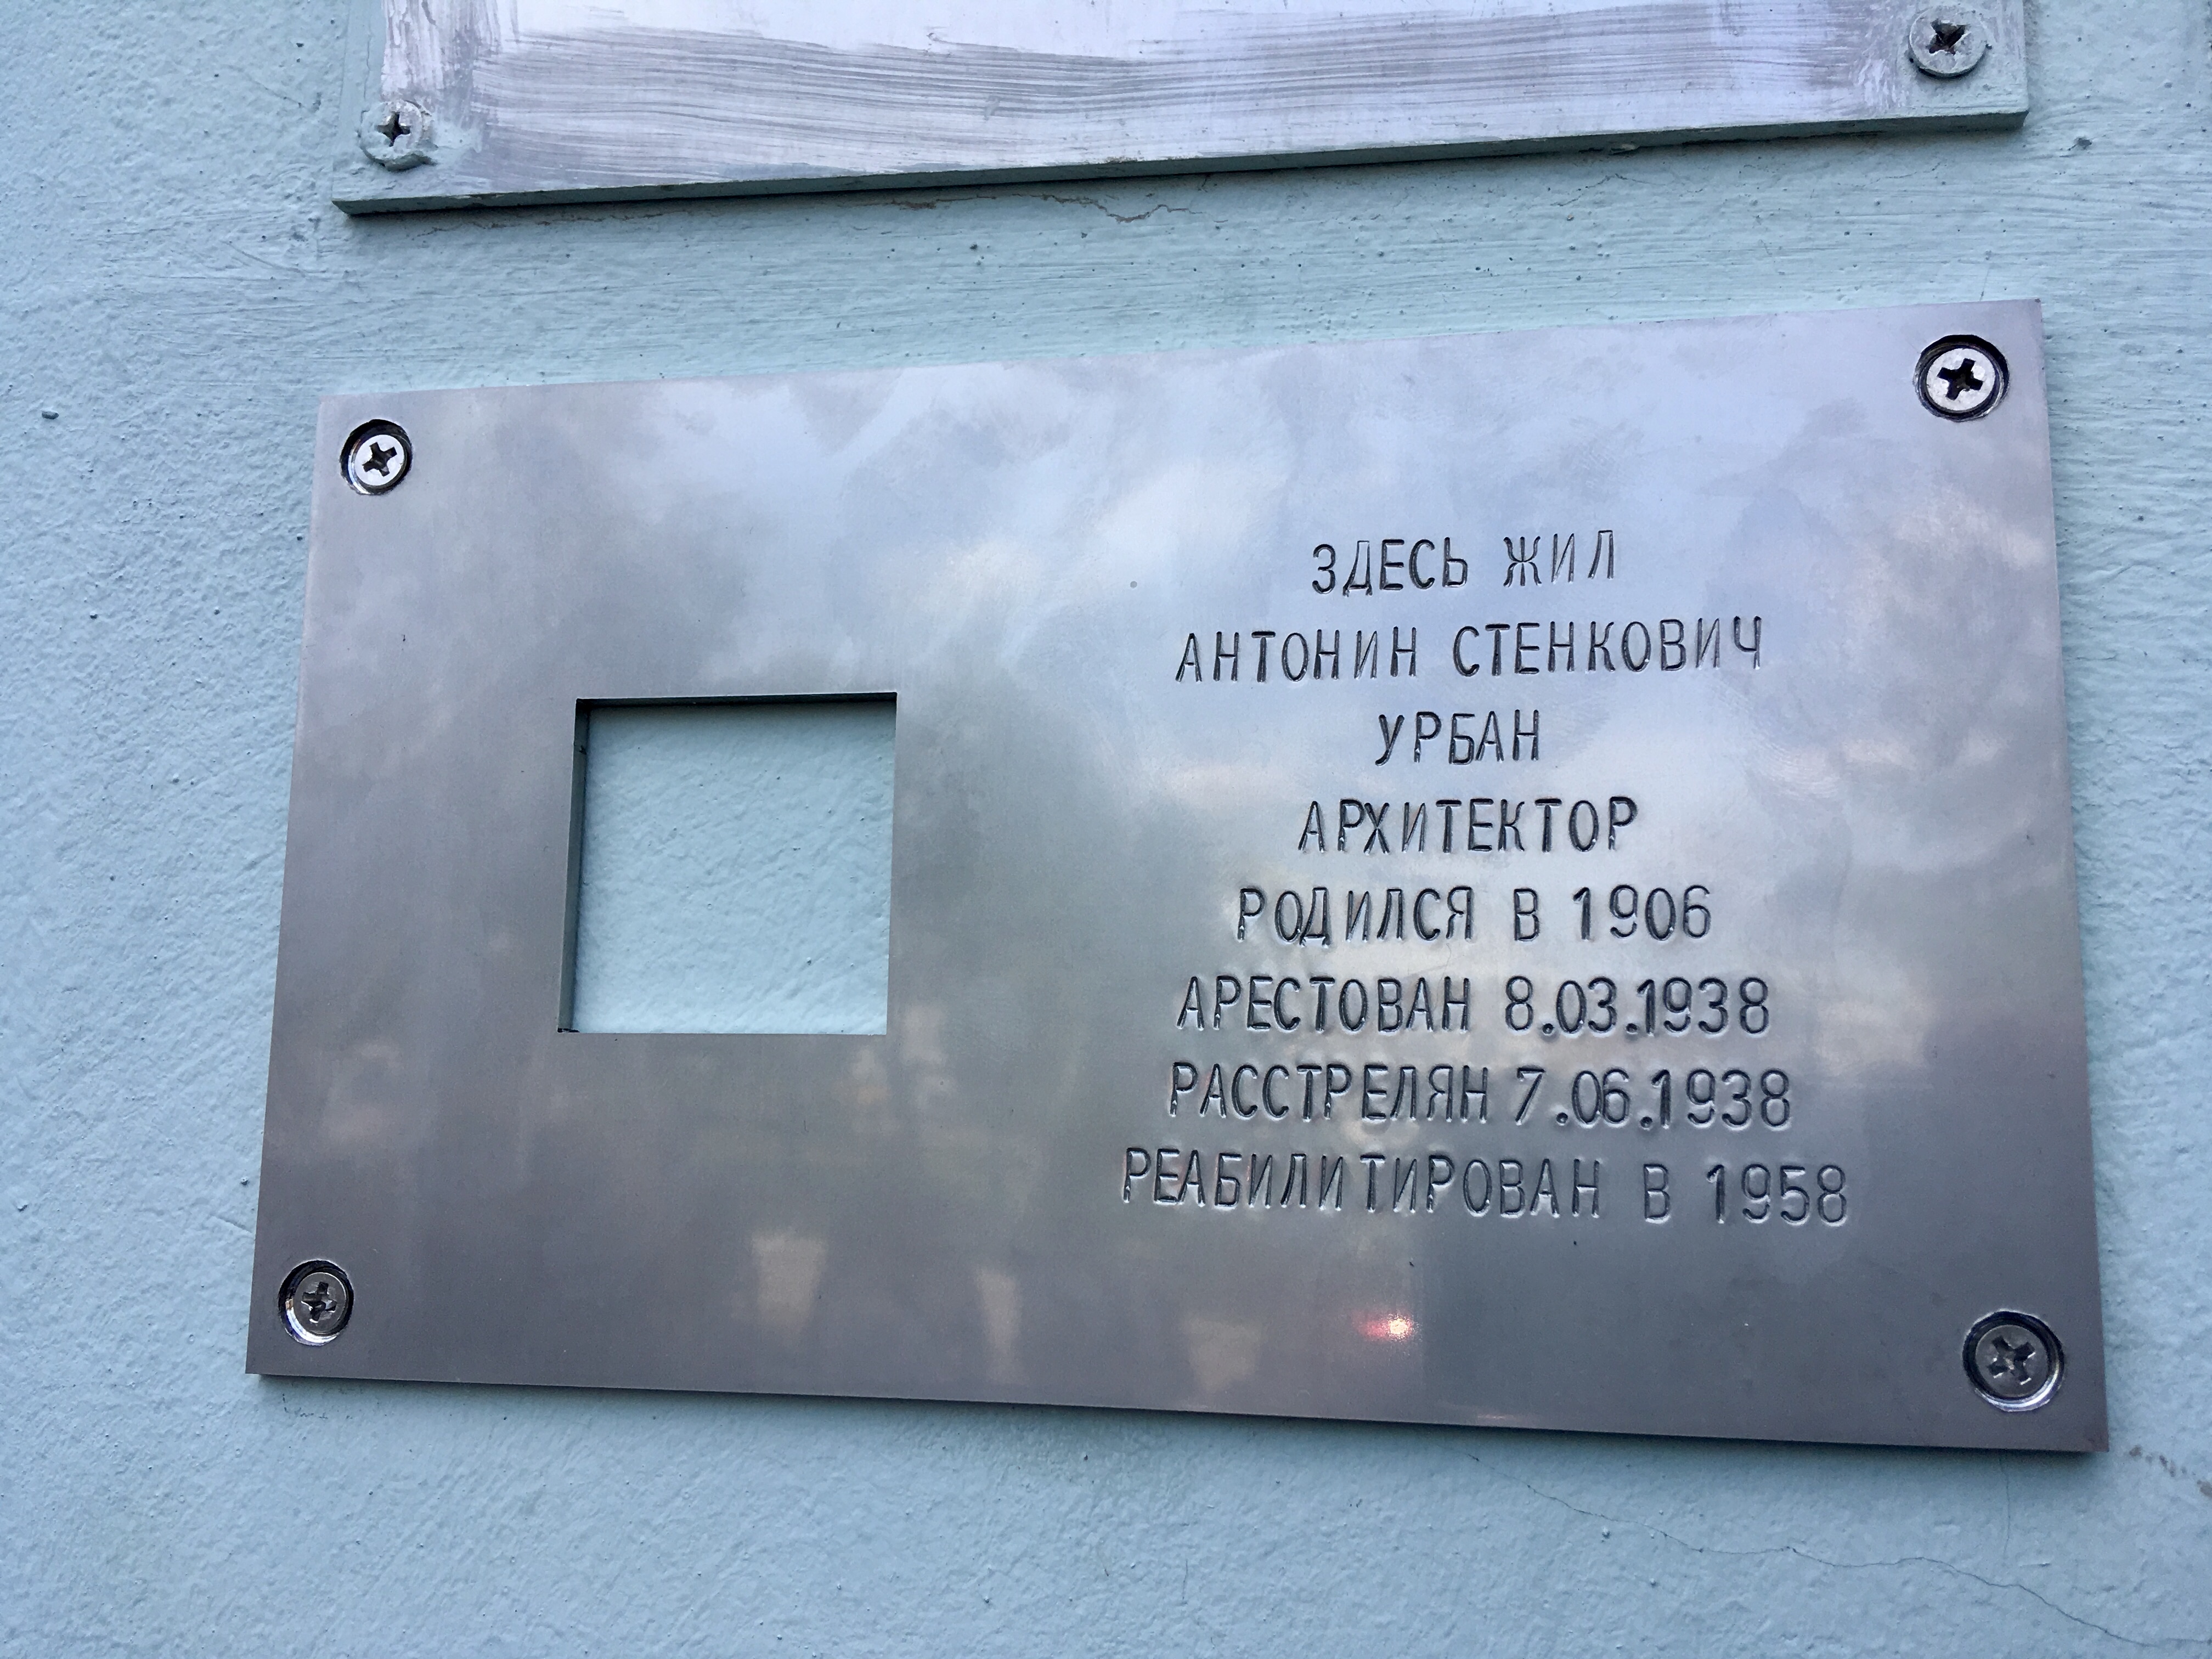 ЗДЕСЬ ЖИЛ
АНТОНИН СТЕНКОВИЧ
УРБАН
АРХИТЕКТОР
РОДИЛСЯ В 1906
АРЕСТОВАН 8.03.1938
РАССТРЕЛЯН 7.06.1938
РЕАБИЛИТИРОВАН В 1958